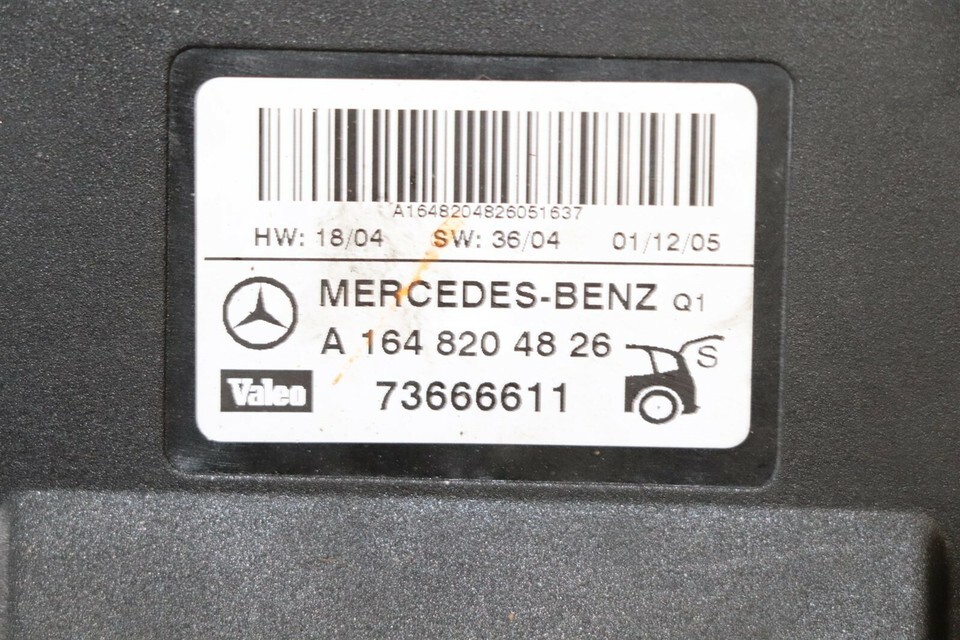 A1648204826051637
HW: 18/04 SW: 36/04 01/12/05
MERCEDES-BENZ Q1
A 164 820 48 26
S
Valeo 73666611